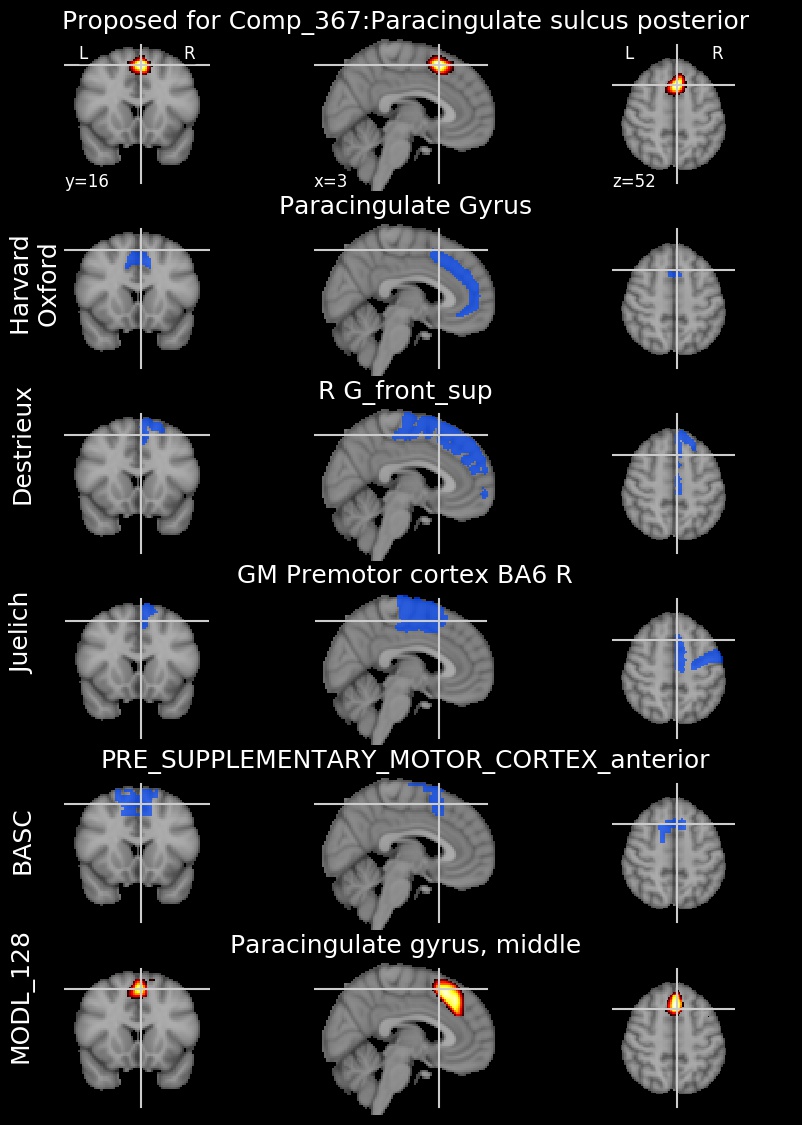 Proposed for Comp_367:Paracingulate sulcus posterior
L R L R
y=16 x=3 z=52
Paracingulate Gyrus
Harvard
Oxford
R G_front_sup
Destrieux
GM Premotor cortex BA6 R
Juelich
PRE_SUPPLEMENTARY_MOTOR_CORTEX_anterior
BASC
Paracingulate gyrus, middle
MODL_128